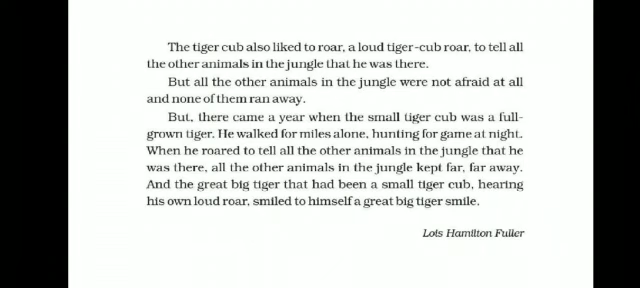 The tiger cub also liked to roar, a loud tiger-cub roar, to tell all
the other animals in the jungle that he was there.
But all the other animals in the jungle were not afraid at all
and none of them ran away.
But, there came a year when the small tiger cub was a full-
grown tiger. He walked for miles alone, hunting for game at night.
When he roared to tell all the other animals in the jungle that he
was there, all the other animals in the jungle kept far, far away.
And the great big tiger that had been a small tiger cub, hearing
his own loud roar, smiled to himself a great big tiger smile.
Lois Hamilton Fuller